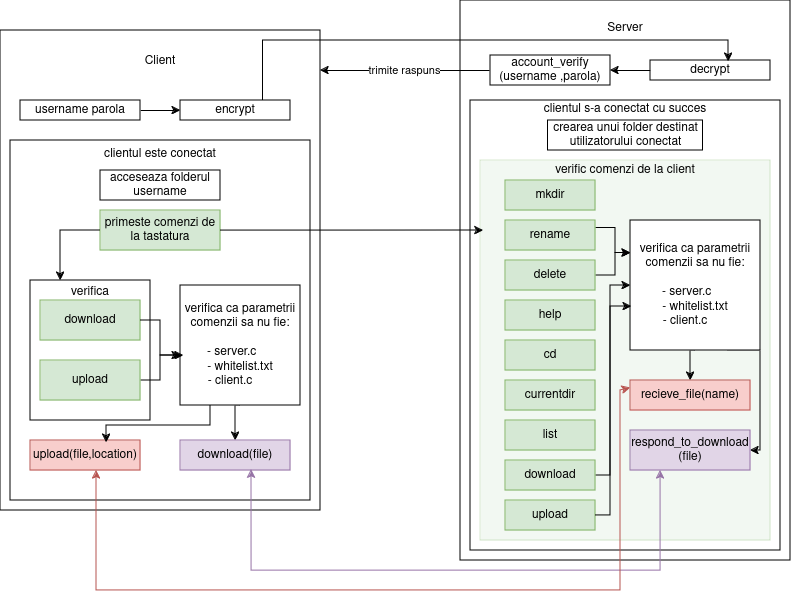 Client
username parola
encrypt
clientul este conectat
acceseaza folderul
username
primeste comenzi de
la tastatura
verifica
download
upload
verifica ca parametrii
comenzii sa nu fie:
- server.c
- whitelist.txt
- client.c
upload(file,location)
download(file)
trimite raspuns
Server
account_verify
(username ,parola)
decrypt
clientul s-a conectat cu succes
crearea unui folder destinat
utilizatorului conectat
verific comenzi de la client
mkdir
rename
delete
help
cd
currentdir
list
download
upload
verifica ca parametrii
comenzii sa nu fie:
- server.c
- whitelist.txt
- client.c
recieve_file(name)
respond_to_download
(file)